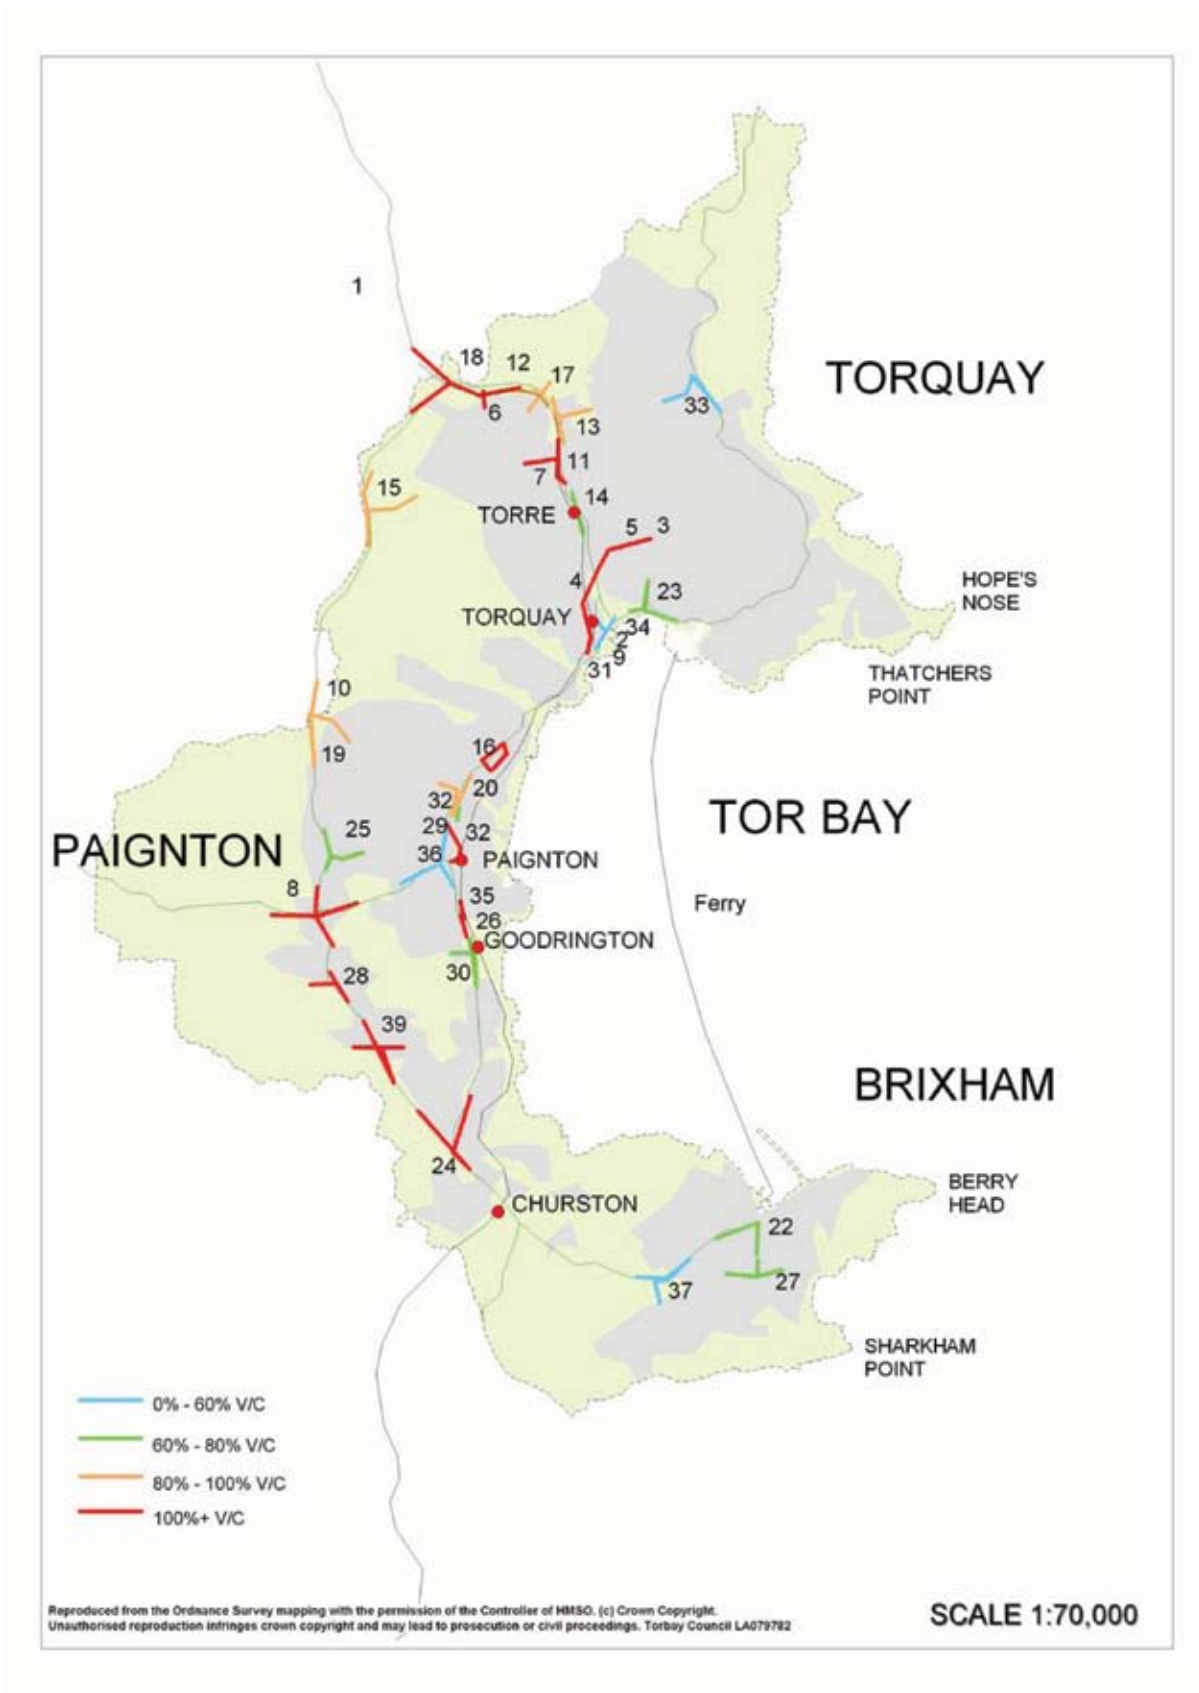 1
18
12
17
6
13
33
TORQUAY
11
7
15
14
TORRE
5
3
4
HOPE'S
NOSE
23
TORQUAY
34
2
9
31
THATCHERS
POINT
10
19
16
20
32
TOR BAY
29
32
25
PAIGNTON
36
PAIGNTON
8
35
Ferry
26
GOODRINGTON
30
28
39
BRIXHAM
24
BERRY
HEAD
CHURSTON
22
27
37
SHARKHAM
POINT
0% - 60% V/C
60% - 80% V/C
80% - 100% V/C
100%+ V/C
Reproduced from the Ordnance Survey mapping with the permission of the Controller of HMSO. (c) Crown Copyright.
Unauthorised reproduction infringes crown copyright and may lead to prosecution or civil proceedings. Torbay Council LA079782
SCALE 1:70,000